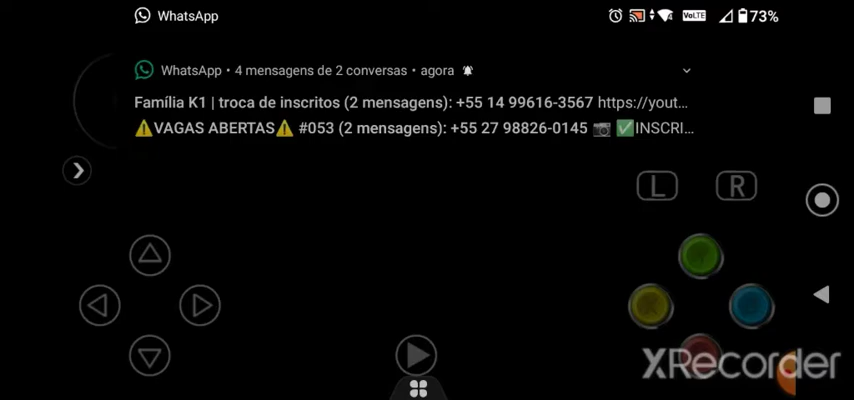 WhatsApp VoLTE 73%
WhatsApp • 4 mensagens de 2 conversas • agora
Família K1 | troca de inscritos (2 mensagens): +55 14 99616-3567 https://yout...
⚠️VAGAS ABERTAS⚠️ #053 (2 mensagens): +55 27 98826-0145 📷 ✅INSCRI...
L R
XRecorder